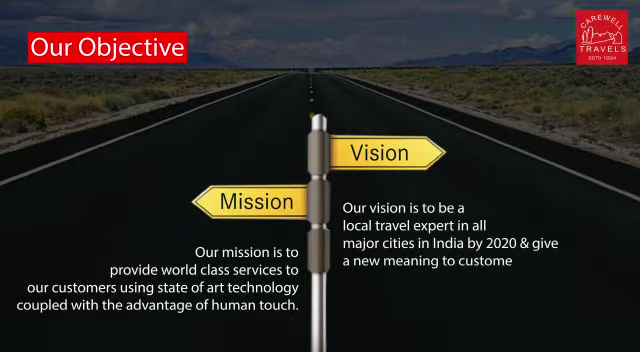 Our Objective
CAREWELL
TRAVELS
ESTD 1994
Vision
Mission
Our vision is to be a
local travel expert in all
major cities in India by 2020 & give
a new meaning to custome
Our mission is to
provide world class services to
our customers using state of art technology
coupled with the advantage of human touch.